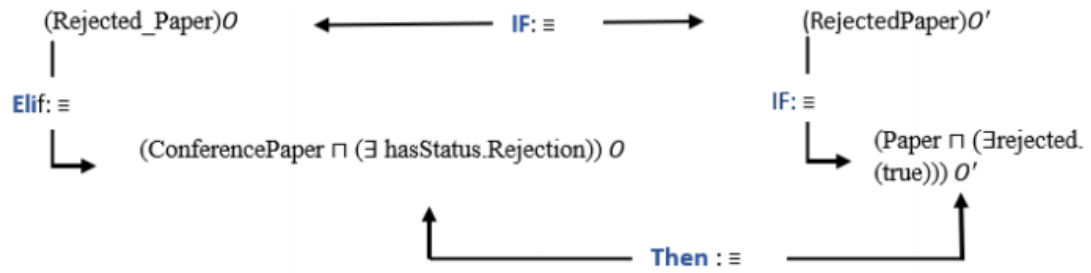 (Rejected_Paper)O IF: ≡ (RejectedPaper)O′
Elif: ≡ IF: ≡
(ConferencePaper ⊓ (∃ hasStatus.Rejection)) O (Paper ⊓ (∃rejected.
(true))) O′
Then : ≡